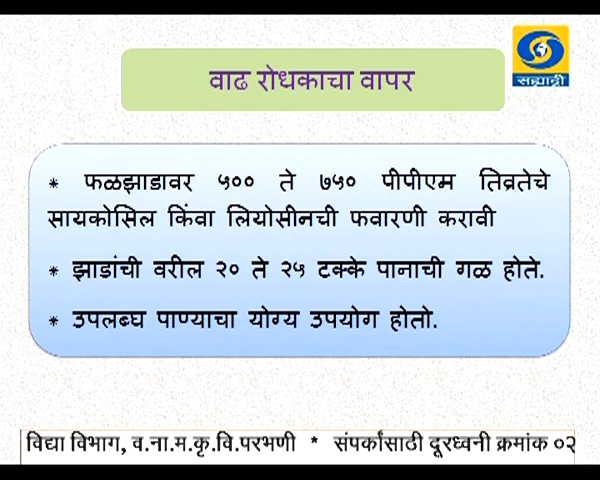 सह्याद्री
वाढ रोधकाचा वापर
* फळझाडावर ५०० ते ७५० पीपीएम तिव्रतेचे
सायकोसिल किंवा लियोसीनची फवारणी करावी
* झाडांची वरील २० ते २५ टक्के पानाची गळ होते.
* उपलब्घ पाण्याचा योग्य उपयोग होतो.
विद्या विभाग, व.ना.म.कृ.वि.परभणी * संपर्कासाठी दूरध्वनी क्रमांक ०२